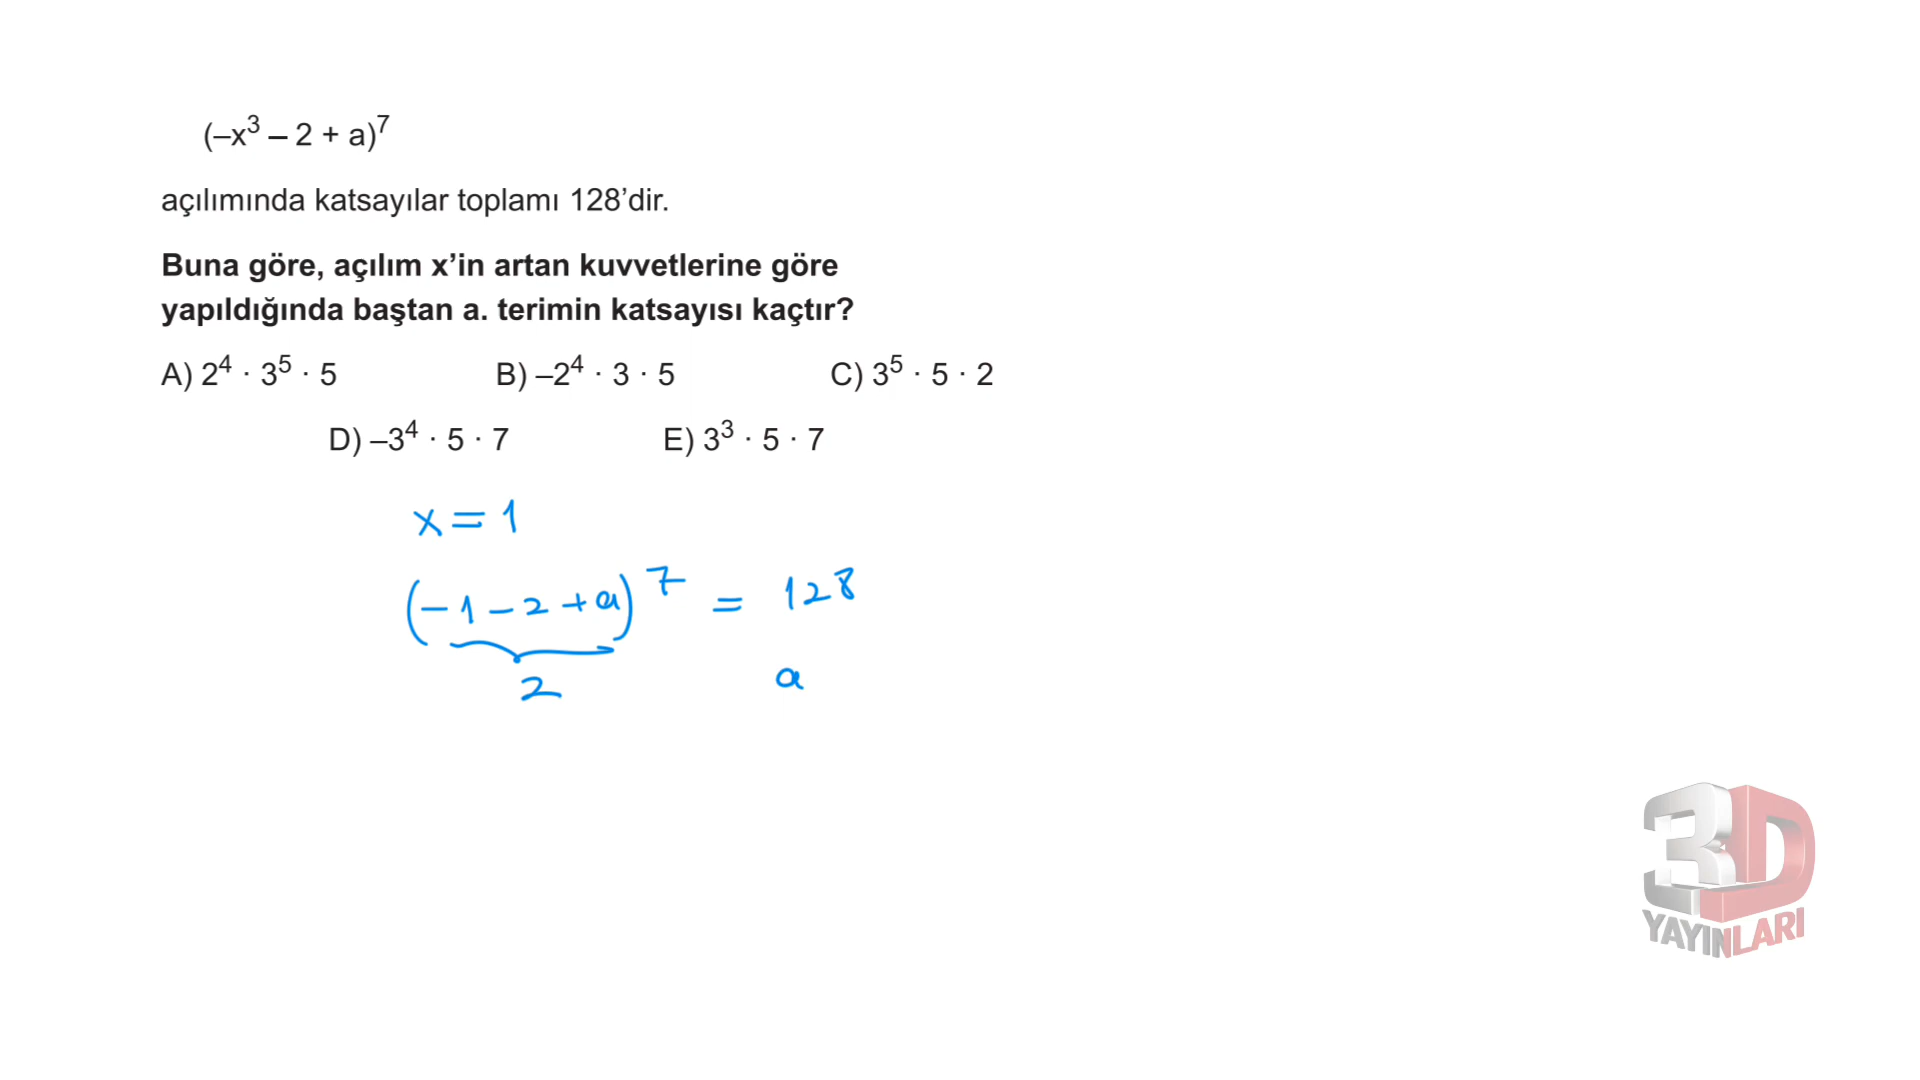 (–x³ – 2 + a)⁷
açılımında katsayılar toplamı 128’dir.
Buna göre, açılım x’in artan kuvvetlerine göre
yapıldığında baştan a. terimin katsayısı kaçtır?
A) 2⁴ · 3⁵ · 5 B) –2⁴ · 3 · 5 C) 3⁵ · 5 · 2
D) –3⁴ · 5 · 7 E) 3³ · 5 · 7
x = 1
(–1 – 2 + a)⁷ = 128
2 a
3D
YAYINLARI